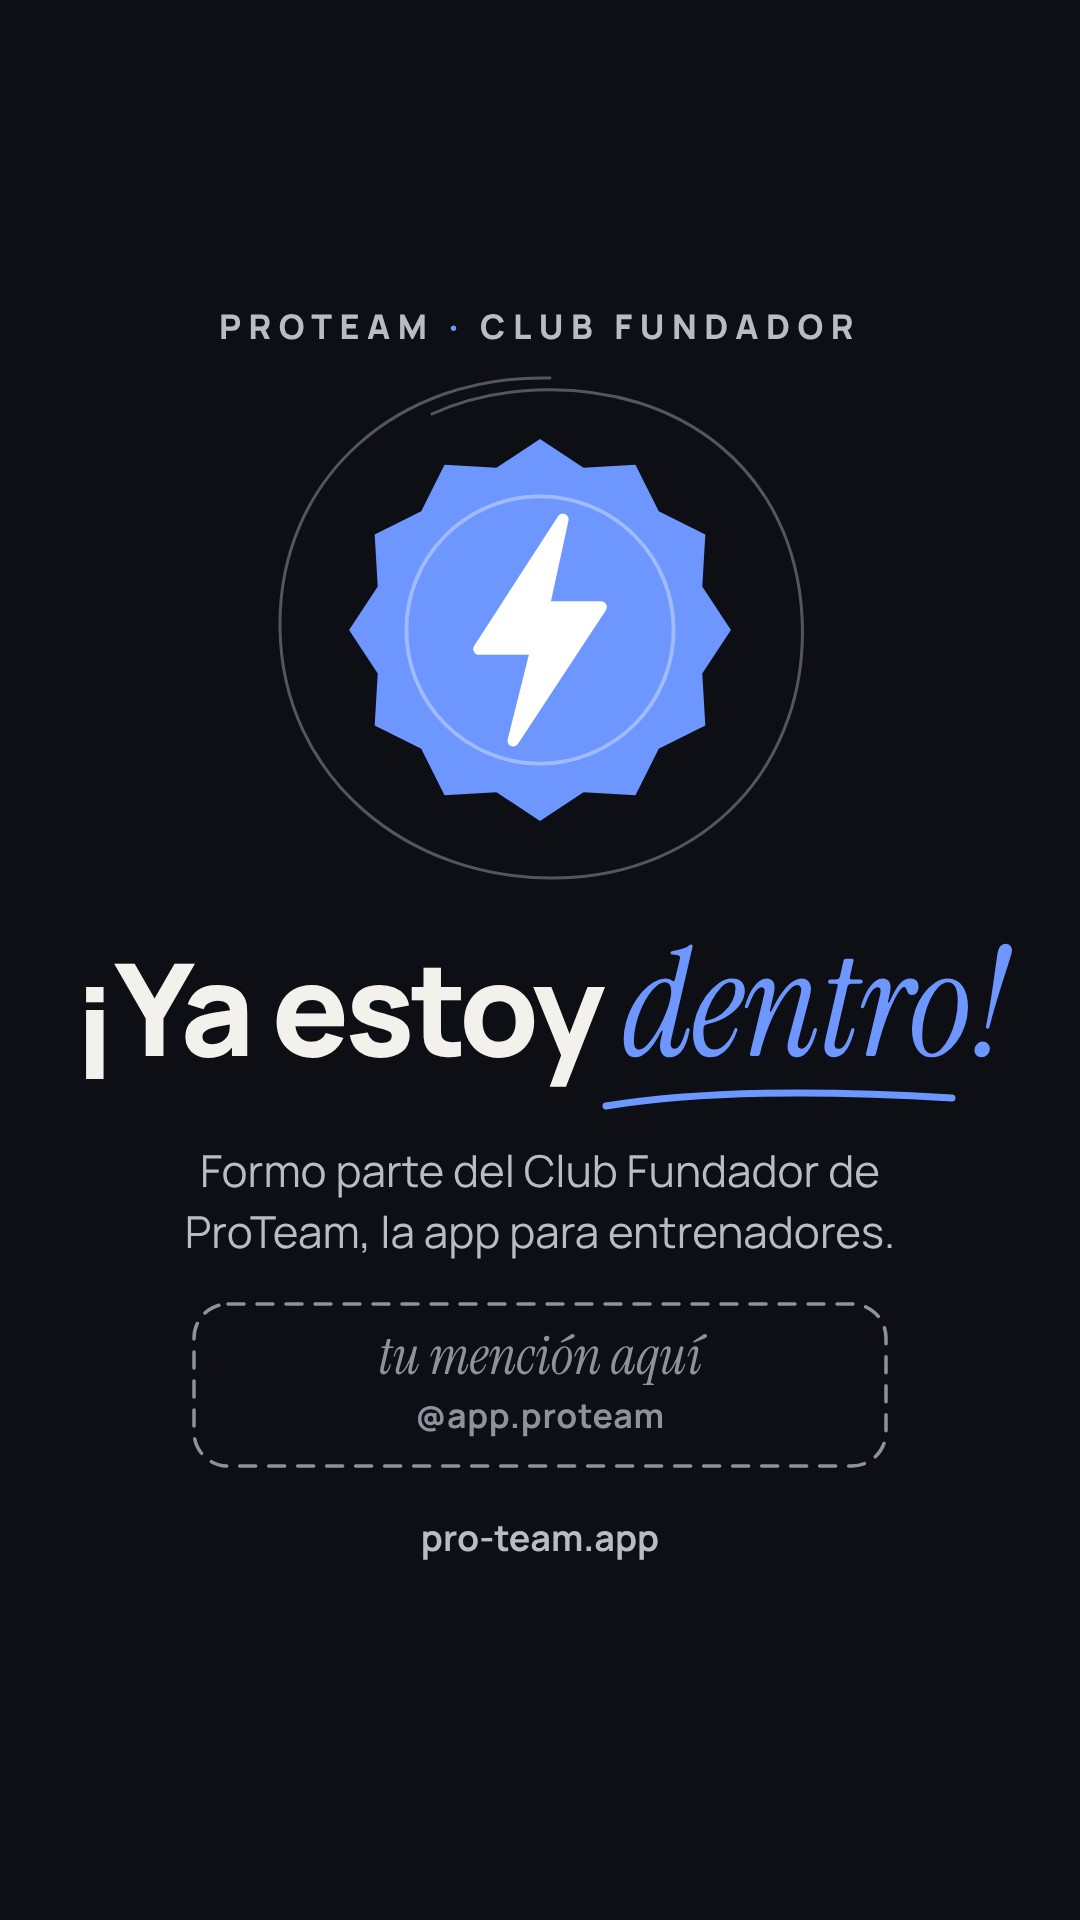 PROTEAM · CLUB FUNDADOR
¡Ya estoy dentro!
Formo parte del Club Fundador de
ProTeam, la app para entrenadores.
tu mención aquí
@app.proteam
pro-team.app